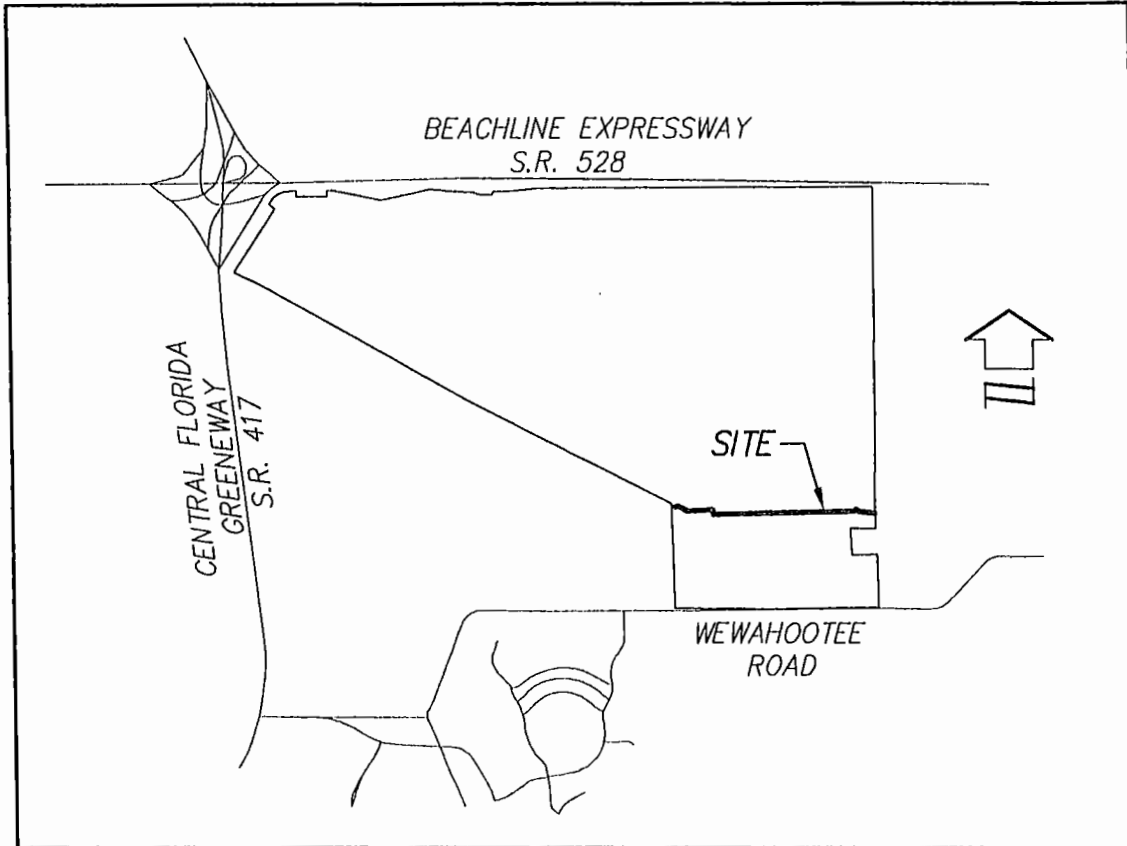 BEACHLINE EXPRESSWAY
S.R. 528
CENTRAL FLORIDA
GREENEWAY
S.R. 417
SITE
N
WEWAHOOTEE
ROAD